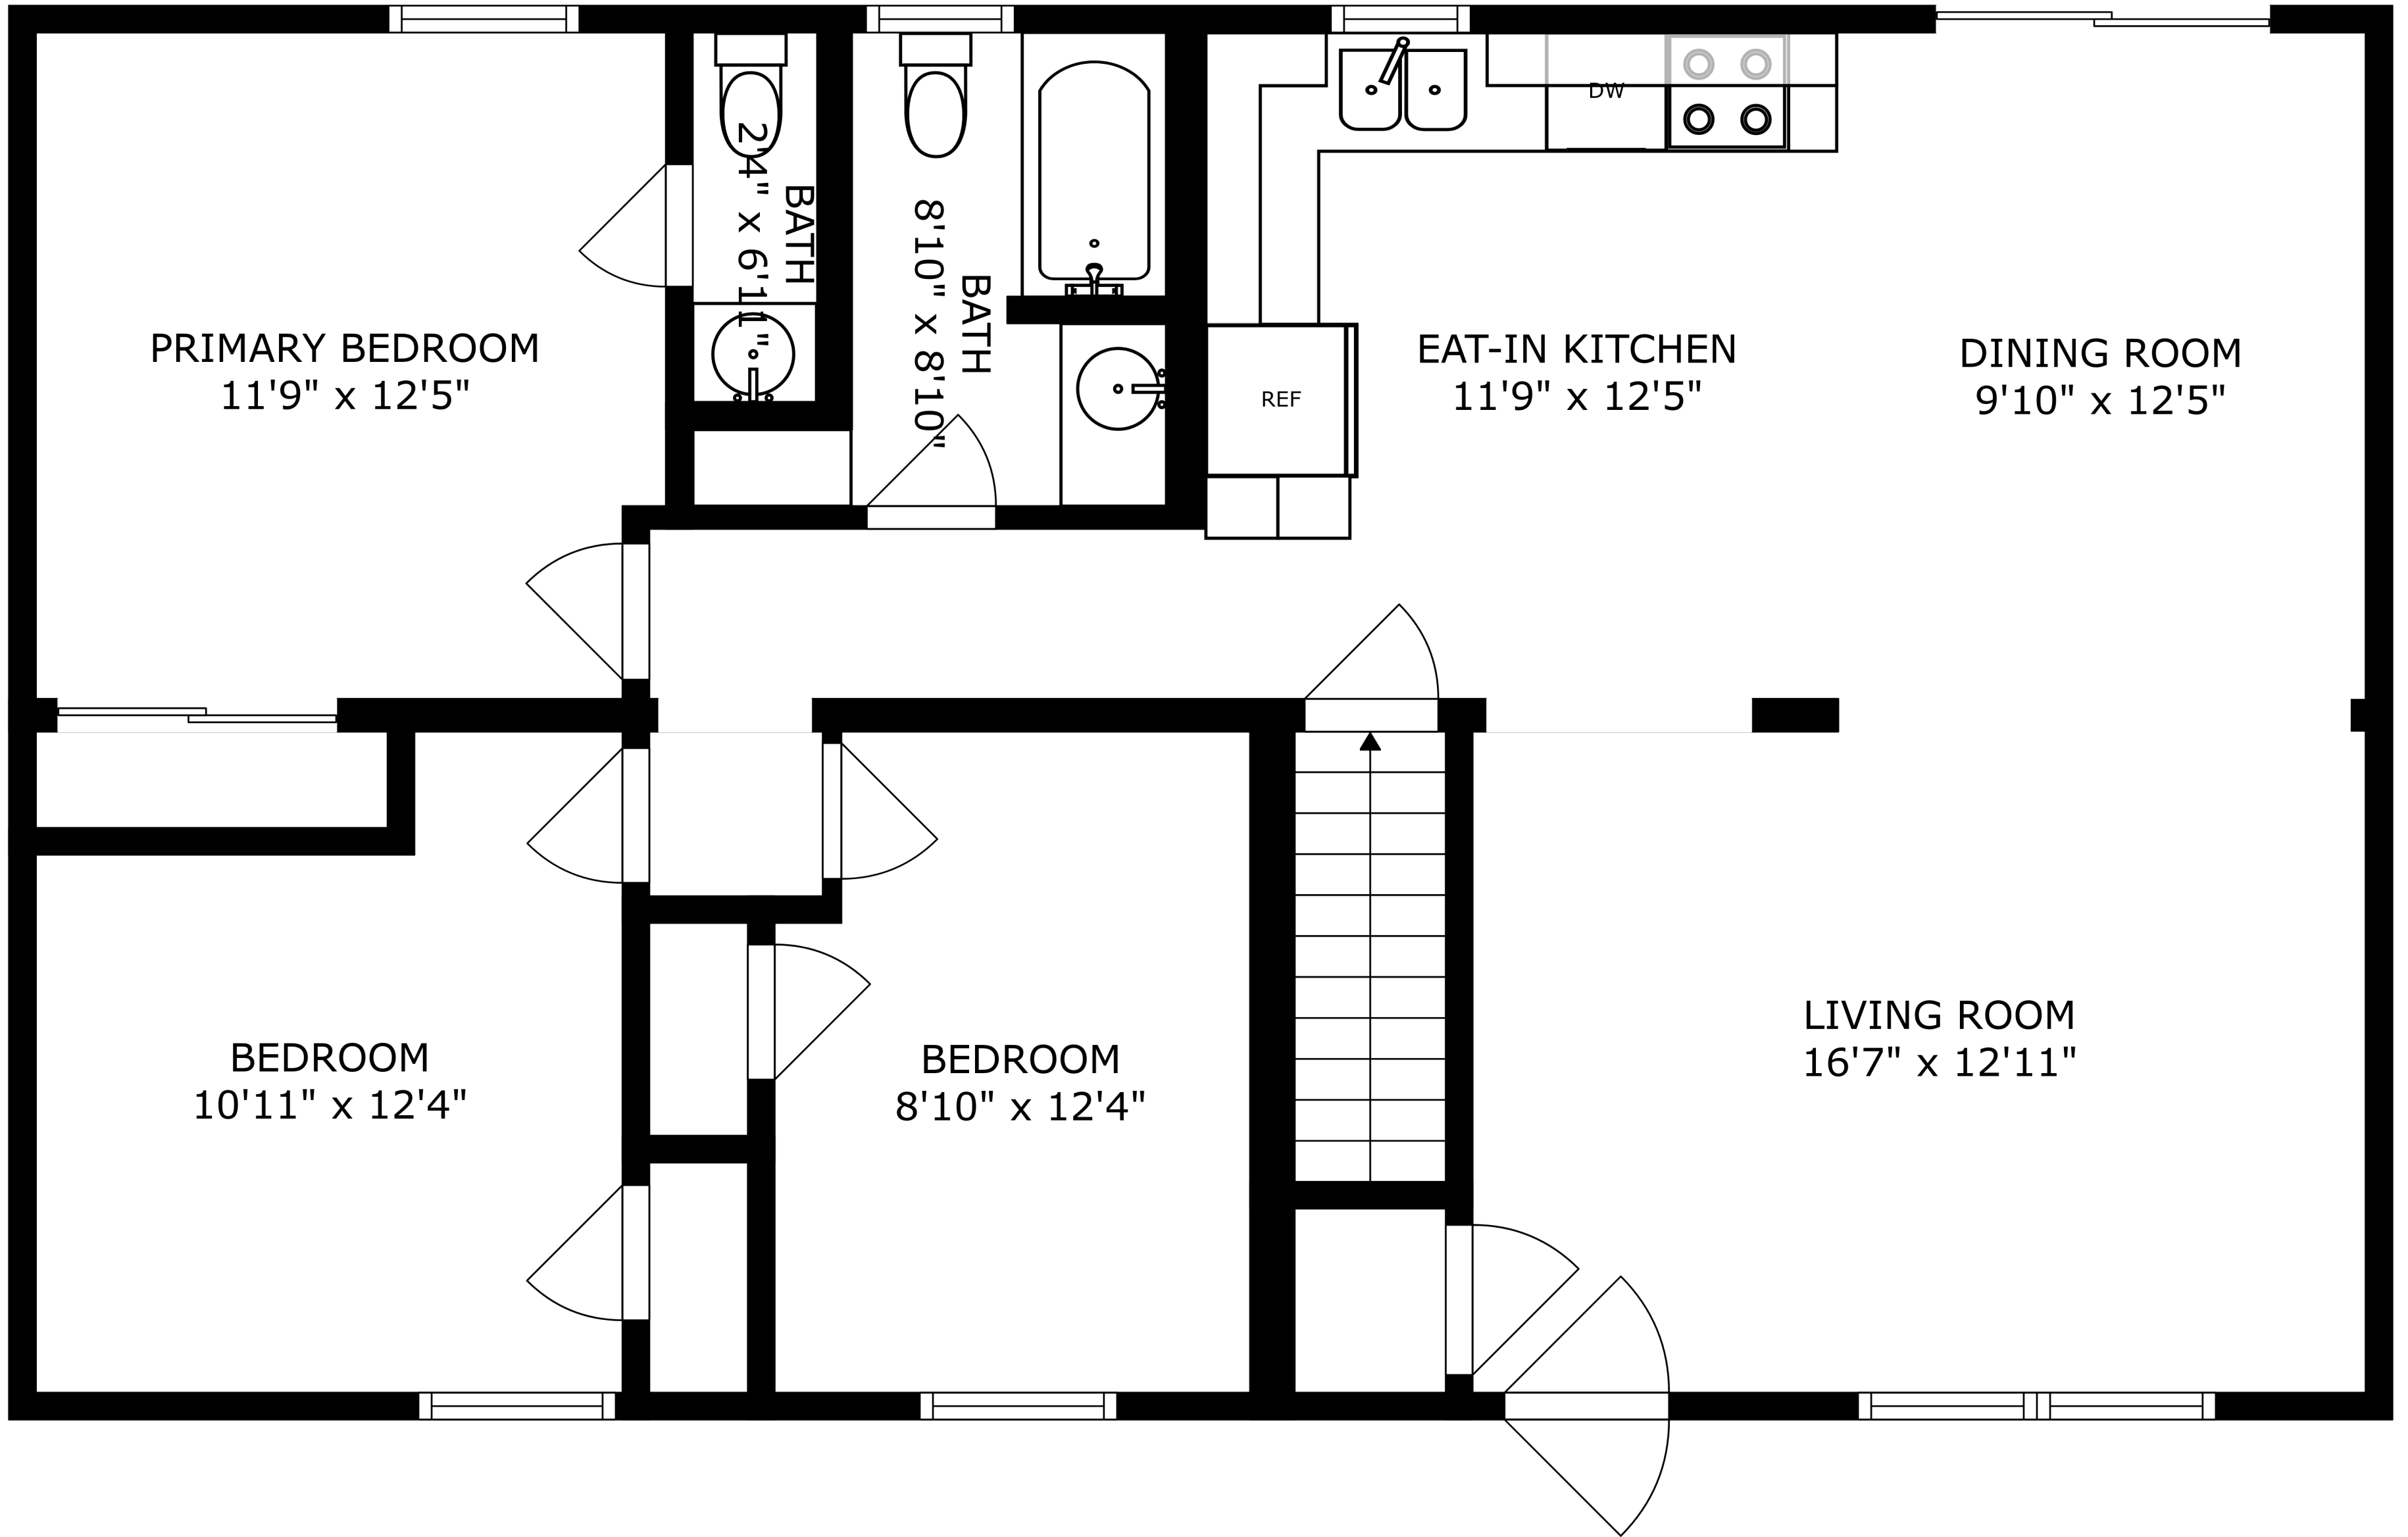 PRIMARY BEDROOM
11'9" x 12'5"
BATH
2'4" x 6'11"
BATH
8'10" x 8'10"
DW
REF
EAT-IN KITCHEN
11'9" x 12'5"
DINING ROOM
9'10" x 12'5"
BEDROOM
10'11" x 12'4"
BEDROOM
8'10" x 12'4"
LIVING ROOM
16'7" x 12'11"